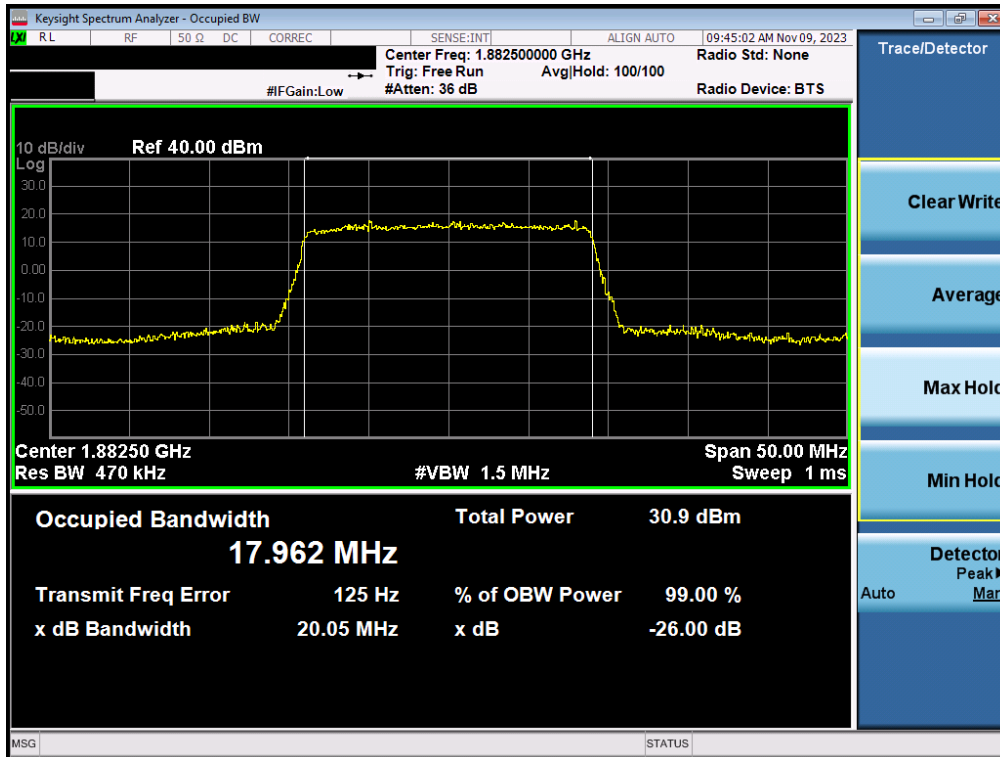 Keysight Spectrum Analyzer - Occupied BW
LXI RL RF 50 Ω DC CORREC SENSE:INT ALIGN AUTO 09:45:02 AM Nov 09, 2023
Center Freq: 1.882500000 GHz Radio Std: None
Trig: Free Run Avg|Hold: 100/100
#IFGain:Low #Atten: 36 dB Radio Device: BTS
Trace/Detector
10 dB/div Ref 40.00 dBm
Log
30.0
20.0
10.0
0.00
-10.0
-20.0
-30.0
-40.0
-50.0
Center 1.88250 GHz Span 50.00 MHz
Res BW 470 kHz #VBW 1.5 MHz Sweep 1 ms
Occupied Bandwidth Total Power 30.9 dBm
17.962 MHz
Transmit Freq Error 125 Hz % of OBW Power 99.00 %
x dB Bandwidth 20.05 MHz x dB -26.00 dB
Clear Write
Average
Max Hold
Min Hold
Detector
Peak
Auto Man
MSG STATUS